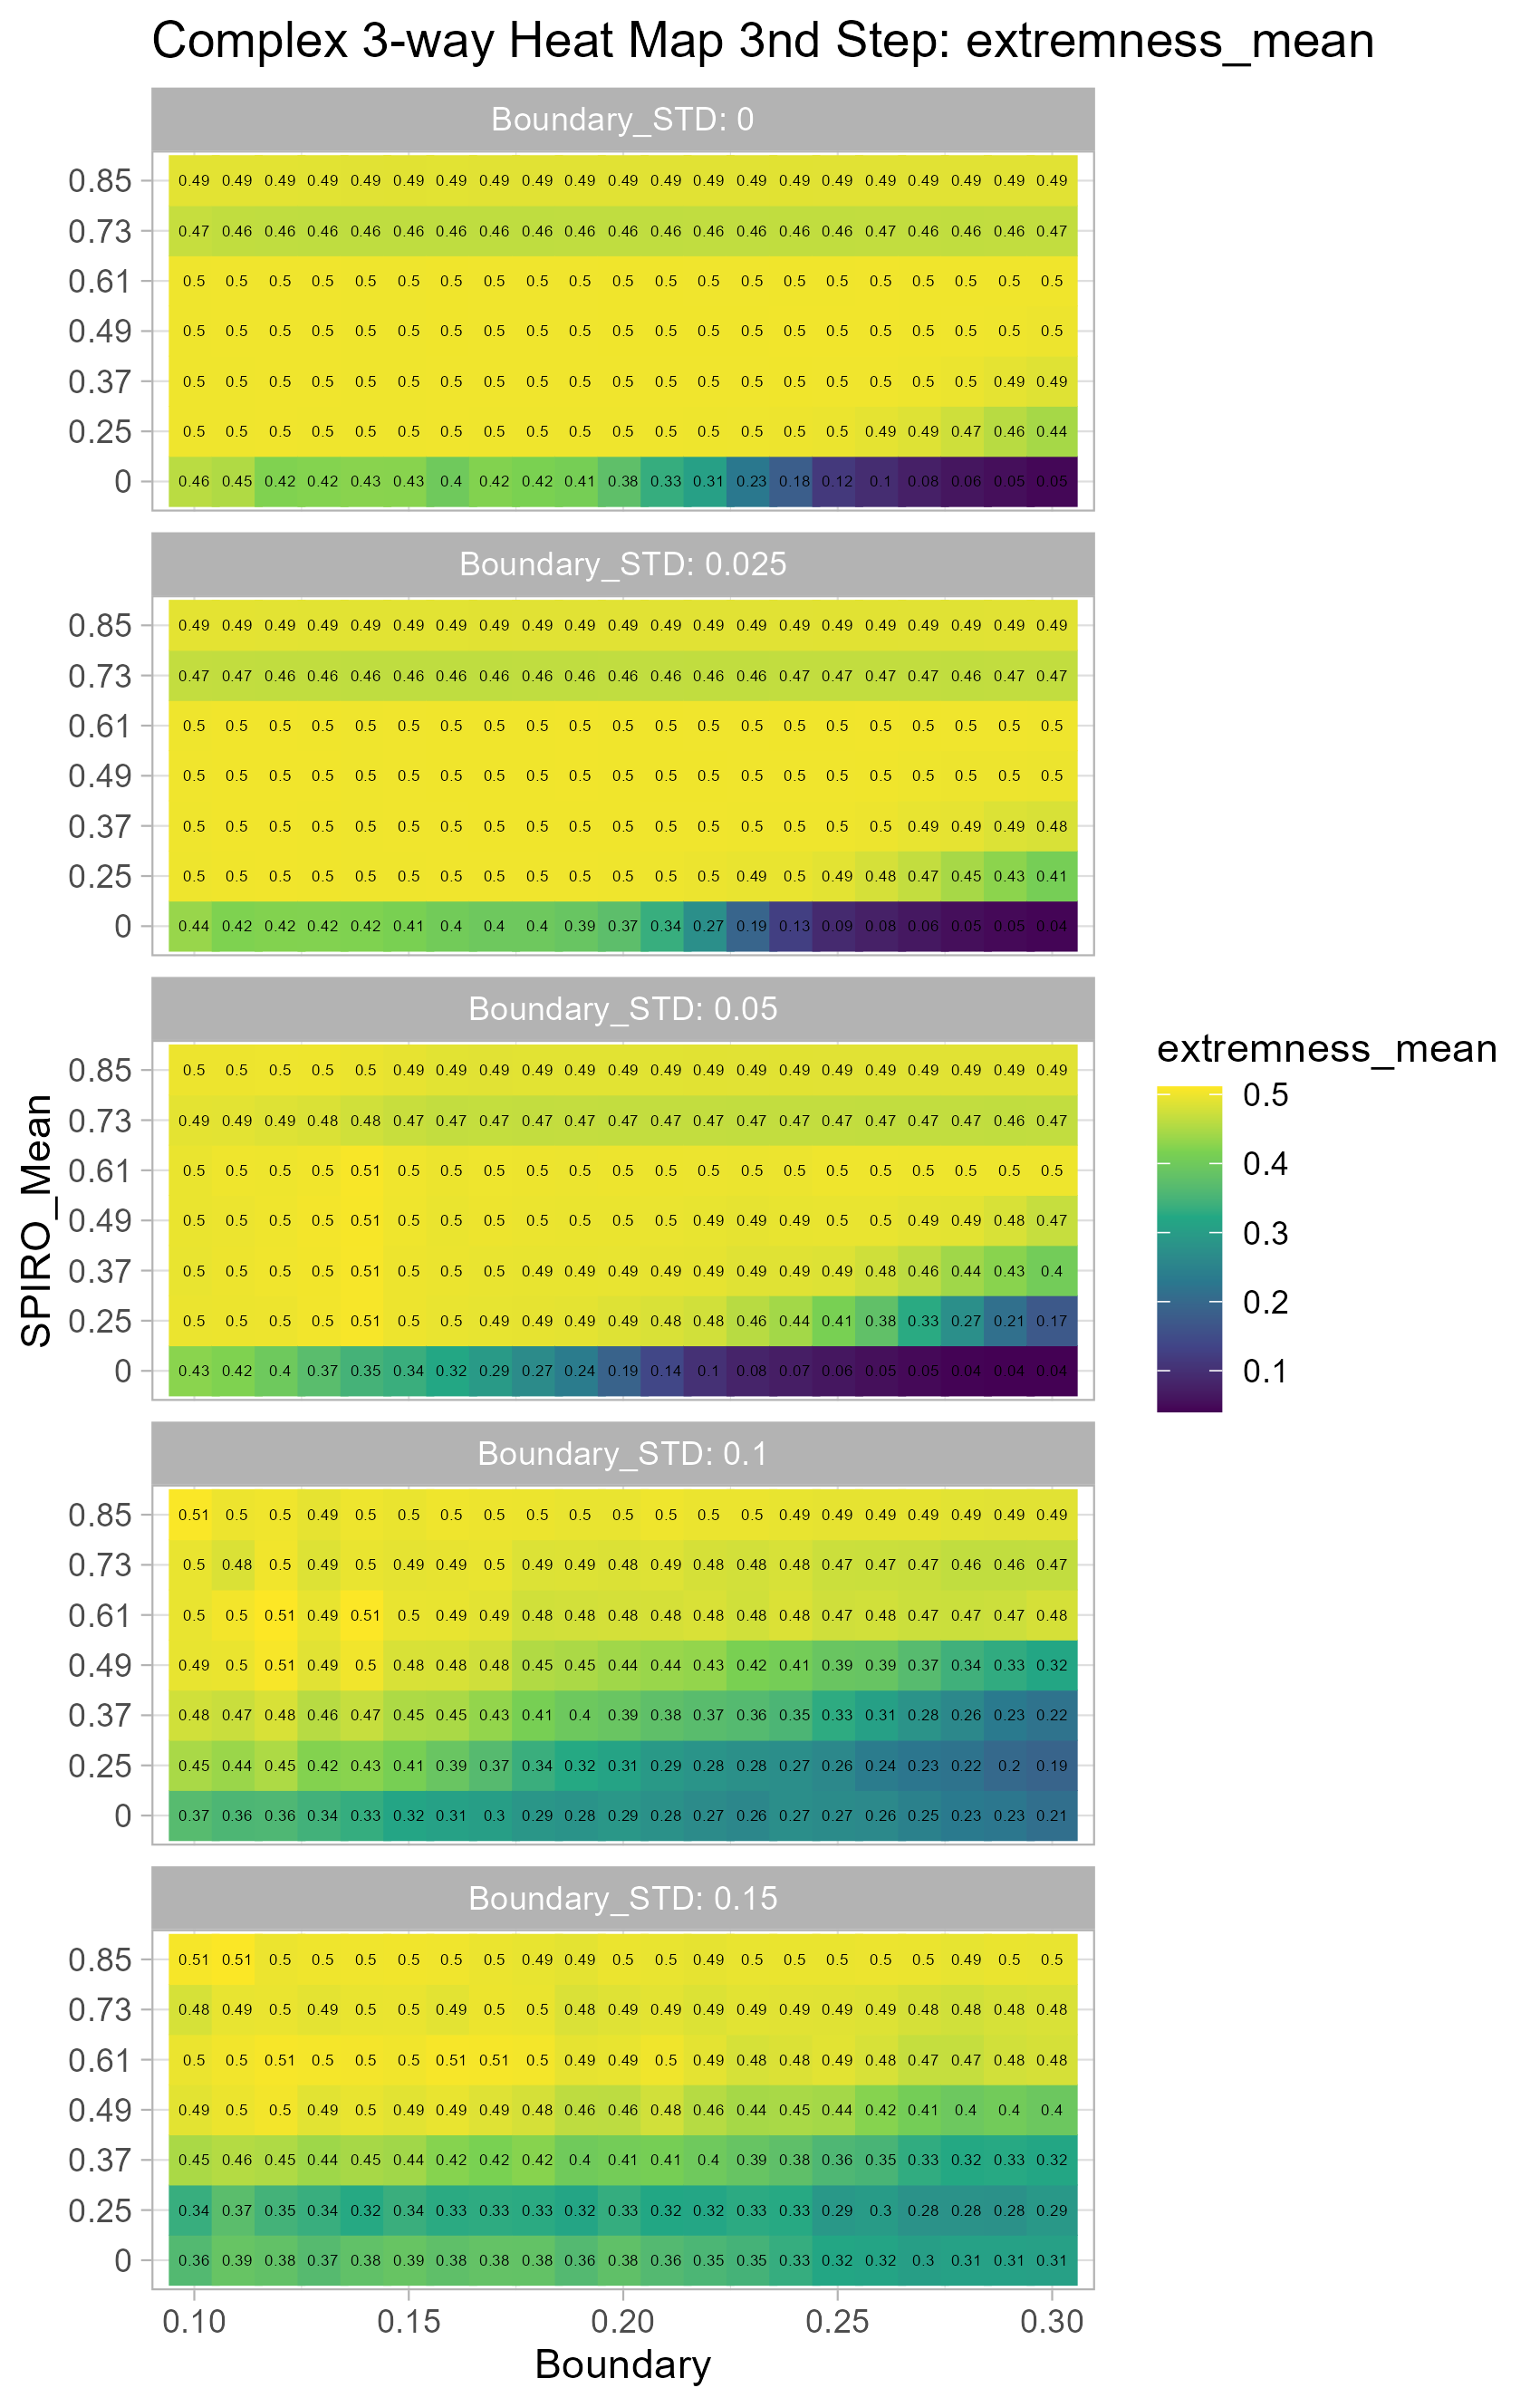 Complex 3-way Heat Map 3nd Step: extremness_mean
Boundary_STD: 0
0.85 0.49 0.49 0.49 0.49 0.49 0.49 0.49 0.49 0.49 0.49 0.49 0.49 0.49 0.49 0.49 0.49 0.49 0.49 0.49 0.49 0.49
0.73 0.47 0.46 0.46 0.46 0.46 0.46 0.46 0.46 0.46 0.46 0.46 0.46 0.46 0.46 0.46 0.46 0.47 0.46 0.46 0.46 0.47
0.61 0.5 0.5 0.5 0.5 0.5 0.5 0.5 0.5 0.5 0.5 0.5 0.5 0.5 0.5 0.5 0.5 0.5 0.5 0.5 0.5 0.5
0.49 0.5 0.5 0.5 0.5 0.5 0.5 0.5 0.5 0.5 0.5 0.5 0.5 0.5 0.5 0.5 0.5 0.5 0.5 0.5 0.5 0.5
0.37 0.5 0.5 0.5 0.5 0.5 0.5 0.5 0.5 0.5 0.5 0.5 0.5 0.5 0.5 0.5 0.5 0.5 0.5 0.5 0.49 0.49
0.25 0.5 0.5 0.5 0.5 0.5 0.5 0.5 0.5 0.5 0.5 0.5 0.5 0.5 0.5 0.5 0.5 0.49 0.49 0.47 0.46 0.44
0 0.46 0.45 0.42 0.42 0.43 0.43 0.4 0.42 0.42 0.41 0.38 0.33 0.31 0.23 0.18 0.12 0.1 0.08 0.06 0.05 0.05
Boundary_STD: 0.025
0.85 0.49 0.49 0.49 0.49 0.49 0.49 0.49 0.49 0.49 0.49 0.49 0.49 0.49 0.49 0.49 0.49 0.49 0.49 0.49 0.49 0.49
0.73 0.47 0.47 0.46 0.46 0.46 0.46 0.46 0.46 0.46 0.46 0.46 0.46 0.46 0.46 0.47 0.47 0.47 0.47 0.46 0.47 0.47
0.61 0.5 0.5 0.5 0.5 0.5 0.5 0.5 0.5 0.5 0.5 0.5 0.5 0.5 0.5 0.5 0.5 0.5 0.5 0.5 0.5 0.5
0.49 0.5 0.5 0.5 0.5 0.5 0.5 0.5 0.5 0.5 0.5 0.5 0.5 0.5 0.5 0.5 0.5 0.5 0.5 0.5 0.5 0.5
0.37 0.5 0.5 0.5 0.5 0.5 0.5 0.5 0.5 0.5 0.5 0.5 0.5 0.5 0.5 0.5 0.5 0.5 0.49 0.49 0.49 0.48
0.25 0.5 0.5 0.5 0.5 0.5 0.5 0.5 0.5 0.5 0.5 0.5 0.5 0.5 0.49 0.5 0.49 0.48 0.47 0.45 0.43 0.41
0 0.44 0.42 0.42 0.42 0.42 0.41 0.4 0.4 0.4 0.39 0.37 0.34 0.27 0.19 0.13 0.09 0.08 0.06 0.05 0.05 0.04
Boundary_STD: 0.05
0.85 0.5 0.5 0.5 0.5 0.5 0.49 0.49 0.49 0.49 0.49 0.49 0.49 0.49 0.49 0.49 0.49 0.49 0.49 0.49 0.49 0.49
0.73 0.49 0.49 0.49 0.48 0.48 0.47 0.47 0.47 0.47 0.47 0.47 0.47 0.47 0.47 0.47 0.47 0.47 0.47 0.47 0.46 0.47
0.61 0.5 0.5 0.5 0.5 0.51 0.5 0.5 0.5 0.5 0.5 0.5 0.5 0.5 0.5 0.5 0.5 0.5 0.5 0.5 0.5 0.5
0.49 0.5 0.5 0.5 0.5 0.51 0.5 0.5 0.5 0.5 0.5 0.5 0.5 0.49 0.49 0.49 0.5 0.5 0.49 0.49 0.48 0.47
0.37 0.5 0.5 0.5 0.5 0.51 0.5 0.5 0.5 0.49 0.49 0.49 0.49 0.49 0.49 0.49 0.49 0.48 0.46 0.44 0.43 0.4
0.25 0.5 0.5 0.5 0.5 0.51 0.5 0.5 0.49 0.49 0.49 0.49 0.48 0.48 0.46 0.44 0.41 0.38 0.33 0.27 0.21 0.17
0 0.43 0.42 0.4 0.37 0.35 0.34 0.32 0.29 0.27 0.24 0.19 0.14 0.1 0.08 0.07 0.06 0.05 0.05 0.04 0.04 0.04
Boundary_STD: 0.1
0.85 0.51 0.5 0.5 0.49 0.5 0.5 0.5 0.5 0.5 0.5 0.5 0.5 0.5 0.5 0.49 0.49 0.49 0.49 0.49 0.49 0.49
0.73 0.5 0.48 0.5 0.49 0.5 0.49 0.49 0.5 0.49 0.49 0.48 0.49 0.48 0.48 0.48 0.47 0.47 0.47 0.46 0.46 0.47
0.61 0.5 0.5 0.51 0.49 0.51 0.5 0.49 0.49 0.48 0.48 0.48 0.48 0.48 0.48 0.48 0.47 0.48 0.47 0.47 0.47 0.48
0.49 0.49 0.5 0.51 0.49 0.5 0.48 0.48 0.48 0.45 0.45 0.44 0.44 0.43 0.42 0.41 0.39 0.39 0.37 0.34 0.33 0.32
0.37 0.48 0.47 0.48 0.46 0.47 0.45 0.45 0.43 0.41 0.4 0.39 0.38 0.37 0.36 0.35 0.33 0.31 0.28 0.26 0.23 0.22
0.25 0.45 0.44 0.45 0.42 0.43 0.41 0.39 0.37 0.34 0.32 0.31 0.29 0.28 0.28 0.27 0.26 0.24 0.23 0.22 0.2 0.19
0 0.37 0.36 0.36 0.34 0.33 0.32 0.31 0.3 0.29 0.28 0.29 0.28 0.27 0.26 0.27 0.27 0.26 0.25 0.23 0.23 0.21
Boundary_STD: 0.15
0.85 0.51 0.51 0.5 0.5 0.5 0.5 0.5 0.5 0.49 0.49 0.5 0.5 0.49 0.5 0.5 0.5 0.5 0.5 0.49 0.5 0.5
0.73 0.48 0.49 0.5 0.49 0.5 0.5 0.49 0.5 0.5 0.48 0.49 0.49 0.49 0.49 0.49 0.49 0.49 0.48 0.48 0.48 0.48
0.61 0.5 0.5 0.51 0.5 0.5 0.5 0.51 0.51 0.5 0.49 0.49 0.5 0.49 0.48 0.48 0.49 0.48 0.47 0.47 0.48 0.48
0.49 0.49 0.5 0.5 0.49 0.5 0.49 0.49 0.49 0.48 0.46 0.46 0.48 0.46 0.44 0.45 0.44 0.42 0.41 0.4 0.4 0.4
0.37 0.45 0.46 0.45 0.44 0.45 0.44 0.42 0.42 0.42 0.4 0.41 0.41 0.4 0.39 0.38 0.36 0.35 0.33 0.32 0.33 0.32
0.25 0.34 0.37 0.35 0.34 0.32 0.34 0.33 0.33 0.33 0.32 0.33 0.32 0.32 0.33 0.33 0.29 0.3 0.28 0.28 0.28 0.29
0 0.36 0.39 0.38 0.37 0.38 0.39 0.38 0.38 0.38 0.36 0.38 0.36 0.35 0.35 0.33 0.32 0.32 0.3 0.31 0.31 0.31
0.10 0.15 0.20 0.25 0.30
Boundary
SPIRO_Mean
extremness_mean
0.5
0.4
0.3
0.2
0.1